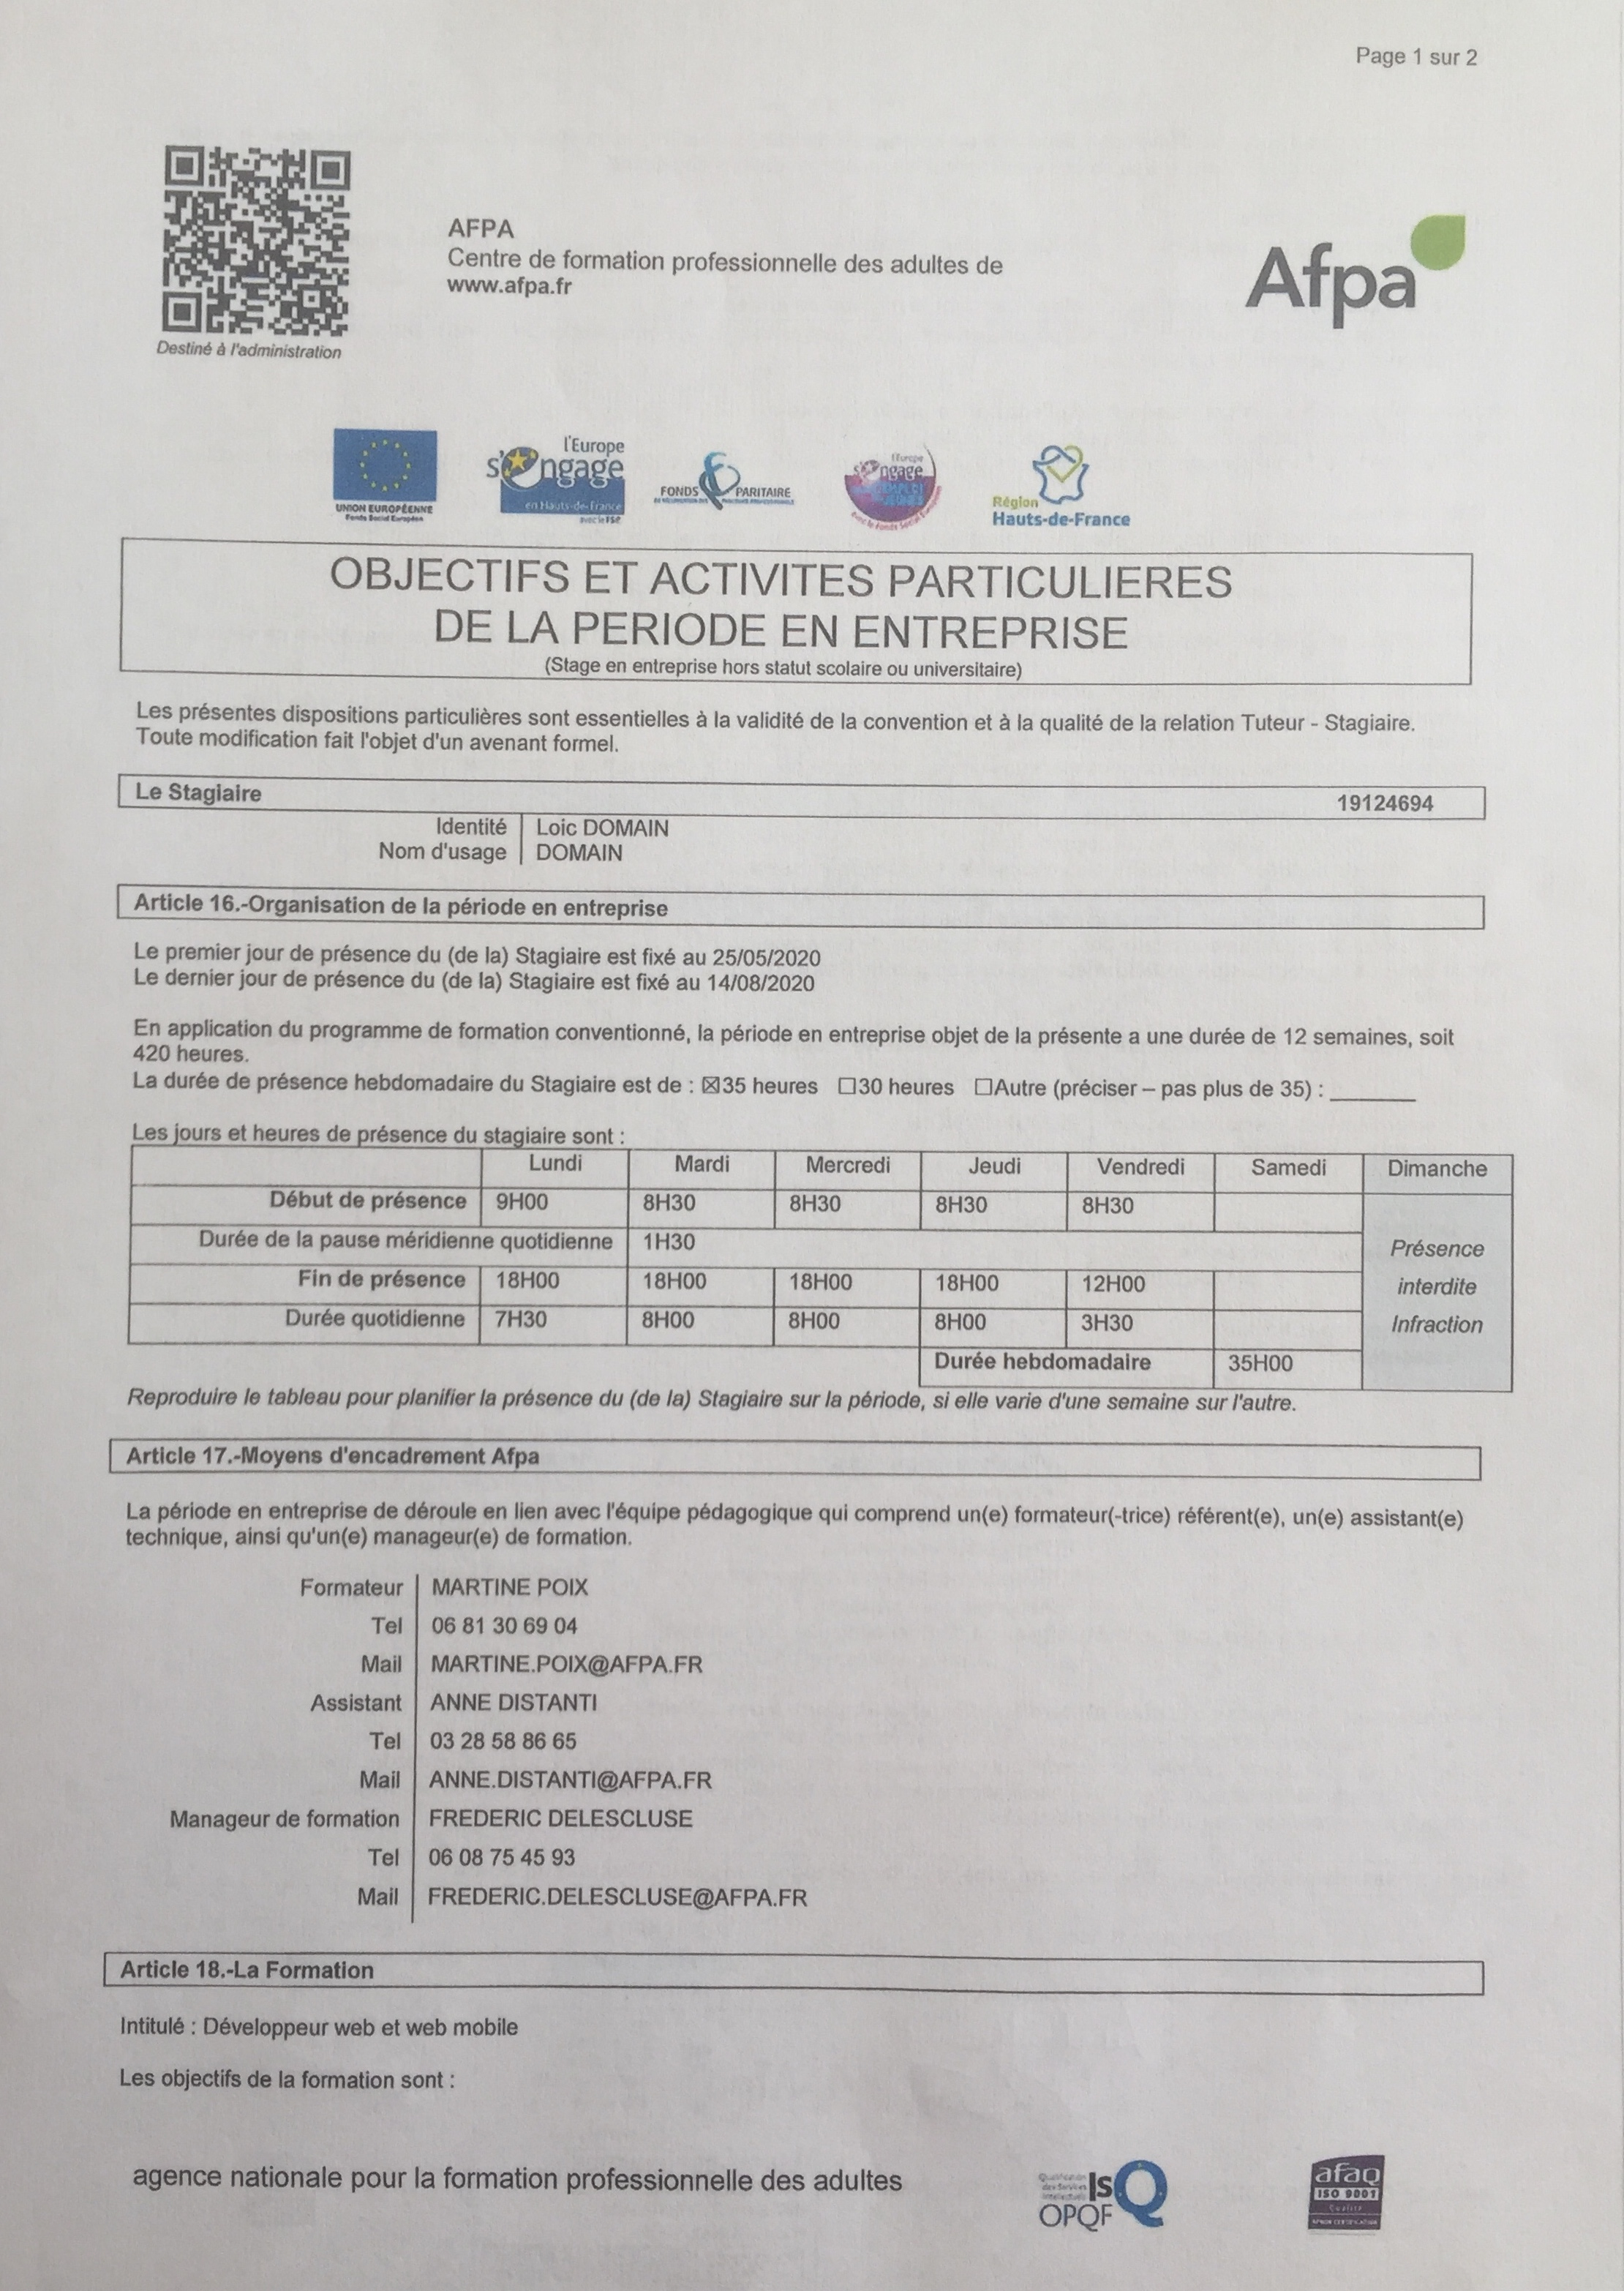 Page 1 sur 2
AFPA
Centre de formation professionnelle des adultes de
www.afpa.fr
Afpa
Destiné à l'administration
UNION EUROPÉENNE
Fonds Social Européen
l'Europe
s'engage
en Hauts-de-France
avec le FSE
FONDS PARITAIRE
l'Europe
s'engage
Région
Hauts-de-France
OBJECTIFS ET ACTIVITES PARTICULIERES
DE LA PERIODE EN ENTREPRISE
(Stage en entreprise hors statut scolaire ou universitaire)
Les présentes dispositions particulières sont essentielles à la validité de la convention et à la qualité de la relation Tuteur - Stagiaire.
Toute modification fait l'objet d'un avenant formel.
Le Stagiaire 19124694
Identité Loic DOMAIN
Nom d'usage DOMAIN
Article 16.-Organisation de la période en entreprise
Le premier jour de présence du (de la) Stagiaire est fixé au 25/05/2020
Le dernier jour de présence du (de la) Stagiaire est fixé au 14/08/2020
En application du programme de formation conventionné, la période en entreprise objet de la présente a une durée de 12 semaines, soit
420 heures.
La durée de présence hebdomadaire du Stagiaire est de : ☒35 heures ☐30 heures ☐Autre (préciser – pas plus de 35) : _______
Les jours et heures de présence du stagiaire sont :
Lundi Mardi Mercredi Jeudi Vendredi Samedi Dimanche
Début de présence 9H00 8H30 8H30 8H30 8H30
Durée de la pause méridienne quotidienne 1H30 Présence
Fin de présence 18H00 18H00 18H00 18H00 12H00 interdite
Durée quotidienne 7H30 8H00 8H00 8H00 3H30 Infraction
Durée hebdomadaire 35H00
Reproduire le tableau pour planifier la présence du (de la) Stagiaire sur la période, si elle varie d'une semaine sur l'autre.
Article 17.-Moyens d'encadrement Afpa
La période en entreprise de déroule en lien avec l'équipe pédagogique qui comprend un(e) formateur(-trice) référent(e), un(e) assistant(e)
technique, ainsi qu'un(e) manageur(e) de formation.
Formateur MARTINE POIX
Tel 06 81 30 69 04
Mail MARTINE.POIX@AFPA.FR
Assistant ANNE DISTANTI
Tel 03 28 58 86 65
Mail ANNE.DISTANTI@AFPA.FR
Manageur de formation FREDERIC DELESCLUSE
Tel 06 08 75 45 93
Mail FREDERIC.DELESCLUSE@AFPA.FR
Article 18.-La Formation
Intitulé : Développeur web et web mobile
Les objectifs de la formation sont :
agence nationale pour la formation professionnelle des adultes
IsQ
OPQF
afaq
ISO 9001
Qualité